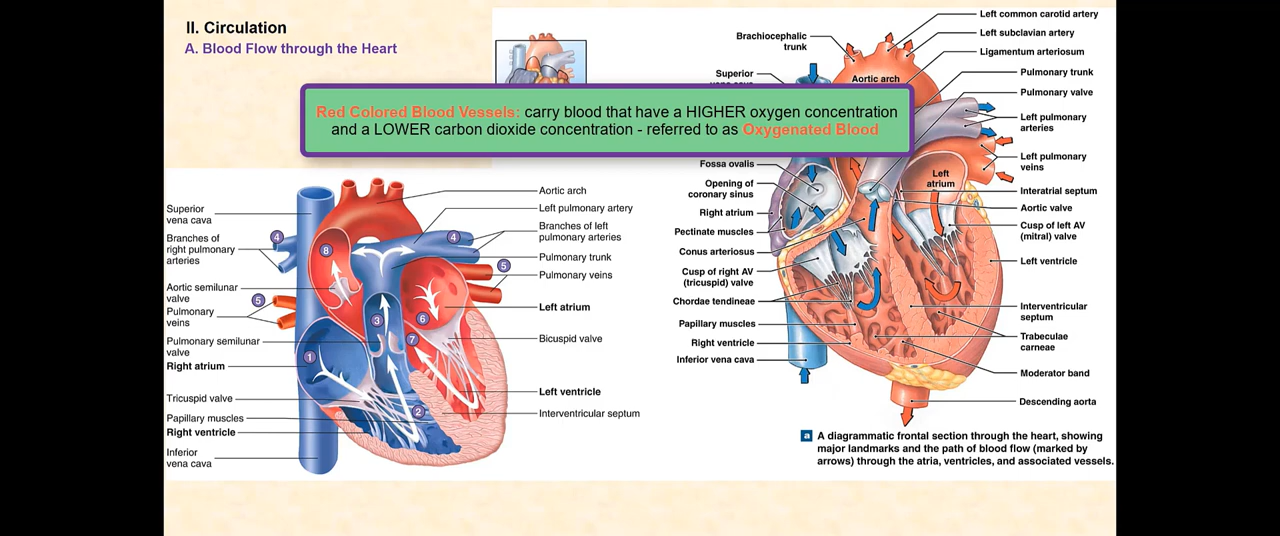 II. Circulation
A. Blood Flow through the Heart
Red Colored Blood Vessels: carry blood that have a HIGHER oxygen concentration
and a LOWER carbon dioxide concentration - referred to as Oxygenated Blood
Superior
vena cava
Branches of
right pulmonary
arteries
Aortic semilunar
valve
Pulmonary
veins
Pulmonary semilunar
valve
Right atrium
Tricuspid valve
Papillary muscles
Right ventricle
Inferior
vena cava
4
5
8
3
1
6
7
2
4
5
Aortic arch
Left pulmonary artery
Branches of left
pulmonary arteries
Pulmonary trunk
Pulmonary veins
Left atrium
Bicuspid valve
Left ventricle
Interventricular septum
Brachiocephalic
trunk
Superior
Fossa ovalis
Opening of
coronary sinus
Right atrium
Pectinate muscles
Conus arteriosus
Cusp of right AV
(tricuspid) valve
Chordae tendineae
Papillary muscles
Right ventricle
Inferior vena cava
Aortic arch
Left
atrium
Left common carotid artery
Left subclavian artery
Ligamentum arteriosum
Pulmonary trunk
Pulmonary valve
Left pulmonary
arteries
Left pulmonary
veins
Interatrial septum
Aortic valve
Cusp of left AV
(mitral) valve
Left ventricle
Interventricular
septum
Trabeculae
carneae
Moderator band
Descending aorta
a A diagrammatic frontal section through the heart, showing
major landmarks and the path of blood flow (marked by
arrows) through the atria, ventricles, and associated vessels.